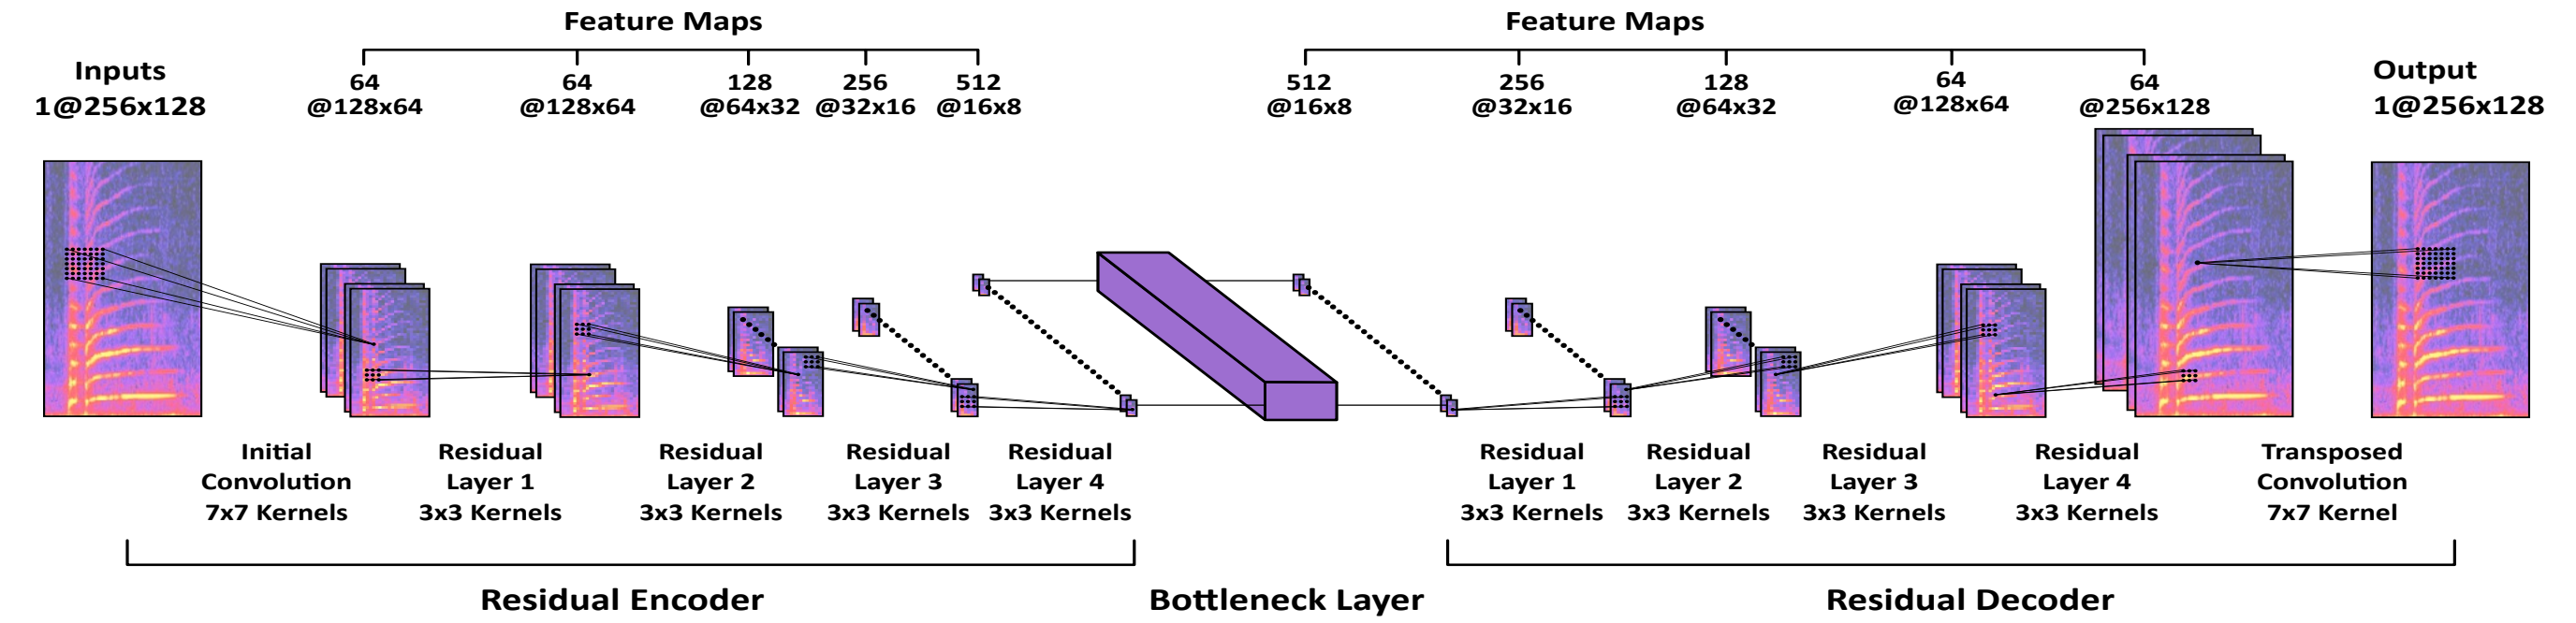 Feature Maps
Feature Maps
Inputs
1@256x128
64
@128x64
64
@128x64
128
@64x32
256
@32x16
512
@16x8
512
@16x8
256
@32x16
128
@64x32
64
@128x64
64
@256x128
Output
1@256x128
Initial
Convolution
7x7 Kernels
Residual
Layer 1
3x3 Kernels
Residual
Layer 2
3x3 Kernels
Residual
Layer 3
3x3 Kernels
Residual
Layer 4
3x3 Kernels
Residual
Layer 1
3x3 Kernels
Residual
Layer 2
3x3 Kernels
Residual
Layer 3
3x3 Kernels
Residual
Layer 4
3x3 Kernels
Transposed
Convolution
7x7 Kernel
Residual Encoder
Bottleneck Layer
Residual Decoder